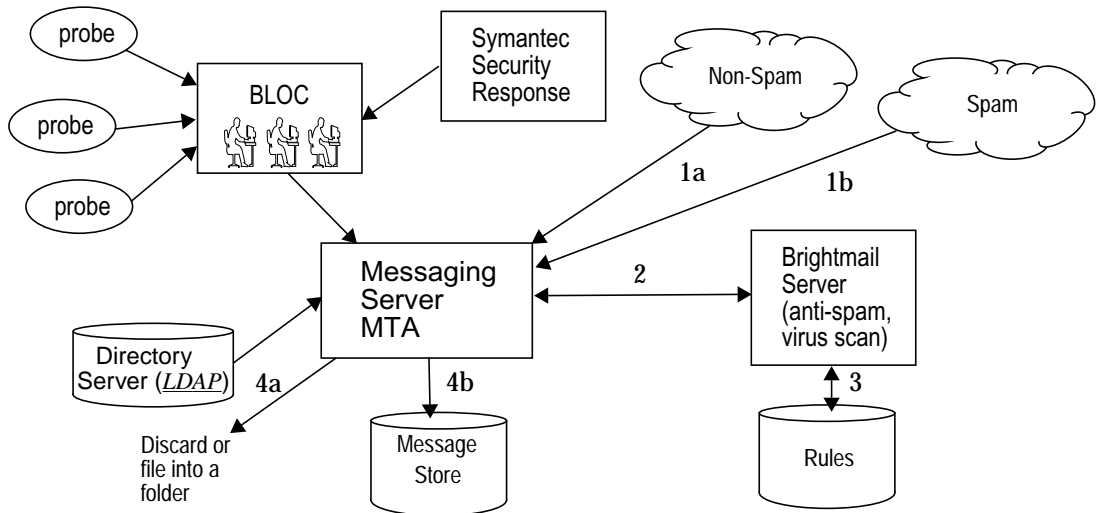 probe
probe
probe
BLOC
Symantec
Security
Response
Non-Spam
Spam
1a
1b
Messaging
Server
MTA
2
Brightmail
Server
(anti-spam,
virus scan)
3
Rules
Directory
Server (LDAP)
4a
4b
Discard or
file into a
folder
Message
Store